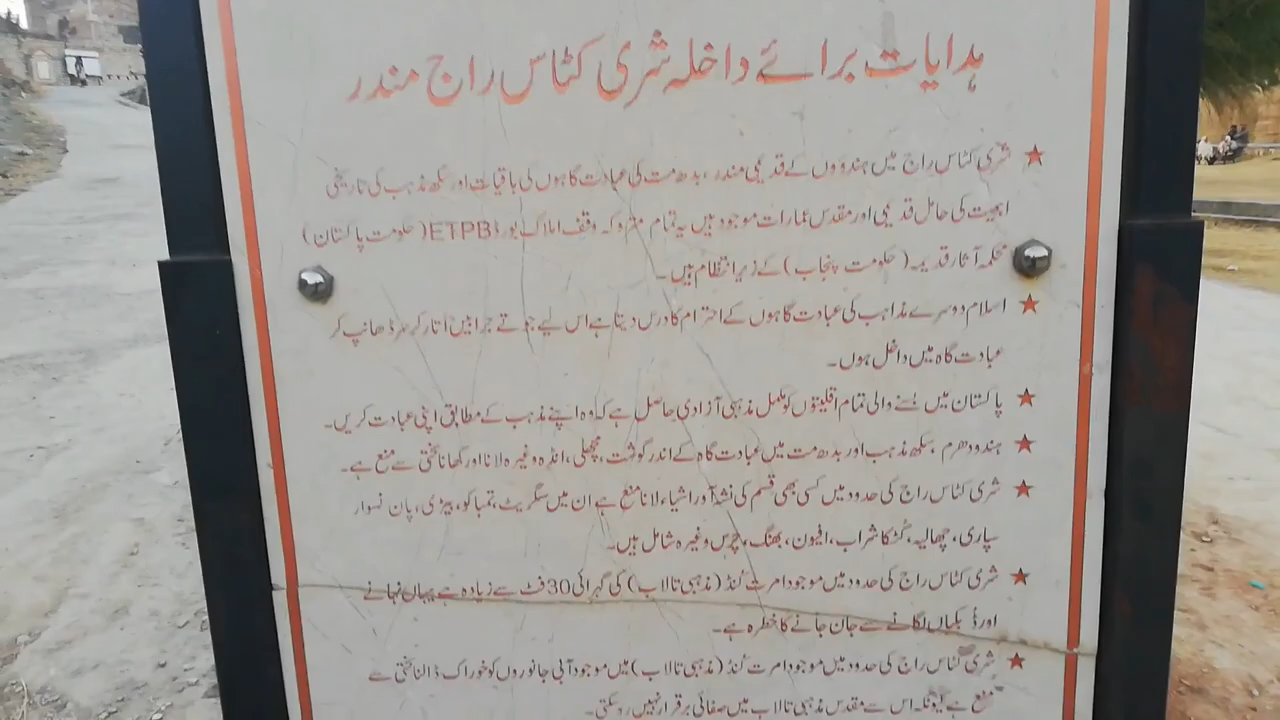 ہدایات برائے داخلہ شری کٹاس راج مندر
★ شری کٹاس راج میں ہندوؤں کے قدیمی مندر، بدھ مت کی عبادت گاہوں کی باقیات اور سکھ مذہب کی تاریخی
اہمیت کی حامل قدیمی اور مقدس عمارات موجود ہیں یہ تمام متروکہ وقف املاک بورڈ ETPB (حکومت پاکستان)
محکمہ آثار قدیمہ (حکومت پنجاب) کے زیر انتظام ہیں۔
★ اسلام دوسرے مذاہب کی عبادت گاہوں کے احترام کا درس دیتا ہے اس لیے جوتے جرابیں اتار کر سر ڈھانپ کر
عبادت گاہ میں داخل ہوں۔
★ پاکستان میں بسنے والی تمام اقلیتوں کو مکمل مذہبی آزادی حاصل ہے کہ وہ اپنے مذہب کے مطابق اپنی عبادت کریں۔
★ ہندو دھرم، سکھ مذہب اور بدھ مت میں عبادت گاہ کے اندر گوشت، مچھلی، انڈہ وغیرہ لانا اور کھانا سختی سے منع ہے۔
★ شری کٹاس راج کی حدود میں کسی بھی قسم کی نشہ آور اشیاء لانا منع ہے ان میں سگریٹ، تمباکو، بیڑی، پان نسوار
سپاری، چھالیہ، گٹکا شراب، افیون، بھنگ، چرس وغیرہ شامل ہیں۔
★ شری کٹاس راج کی حدود میں موجود امرت کُنڈ (مذہبی تالاب) کی گہرائی 30 فٹ سے زیادہ ہے یہاں نہانے
اور ڈبکیاں لگانے سے جان جانے کا خطرہ ہے۔
★ شری کٹاس راج کی حدود میں موجود امرت کُنڈ (مذہبی تالاب) میں موجود آبی جانوروں کو خوراک ڈالنا سختی سے
منع ہے کیونکہ اس سے مقدس مذہبی تالاب میں صفائی برقرار نہیں رہ سکتی۔